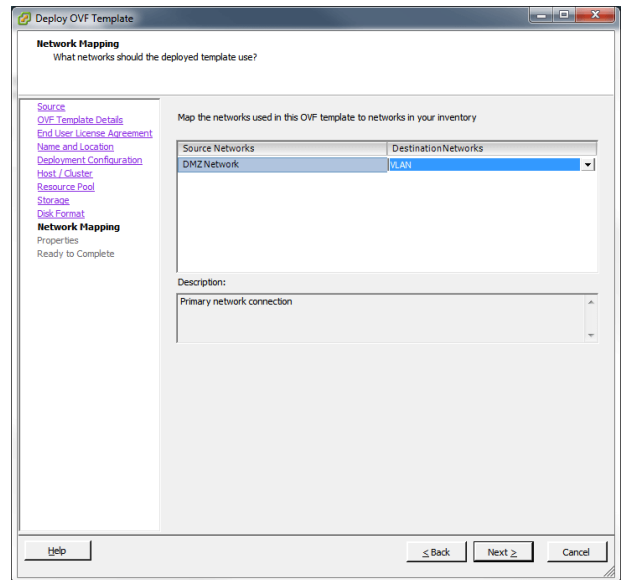 Deploy OVF Template
Network Mapping
What networks should the deployed template use?
Source
OVF Template Details
End User License Agreement
Name and Location
Deployment Configuration
Host / Cluster
Resource Pool
Storage
Disk Format
Network Mapping
Properties
Ready to Complete
Map the networks used in this OVF template to networks in your inventory
Source Networks DestinationNetworks
DMZ Network VLAN
Description:
Primary network connection
Help < Back Next > Cancel